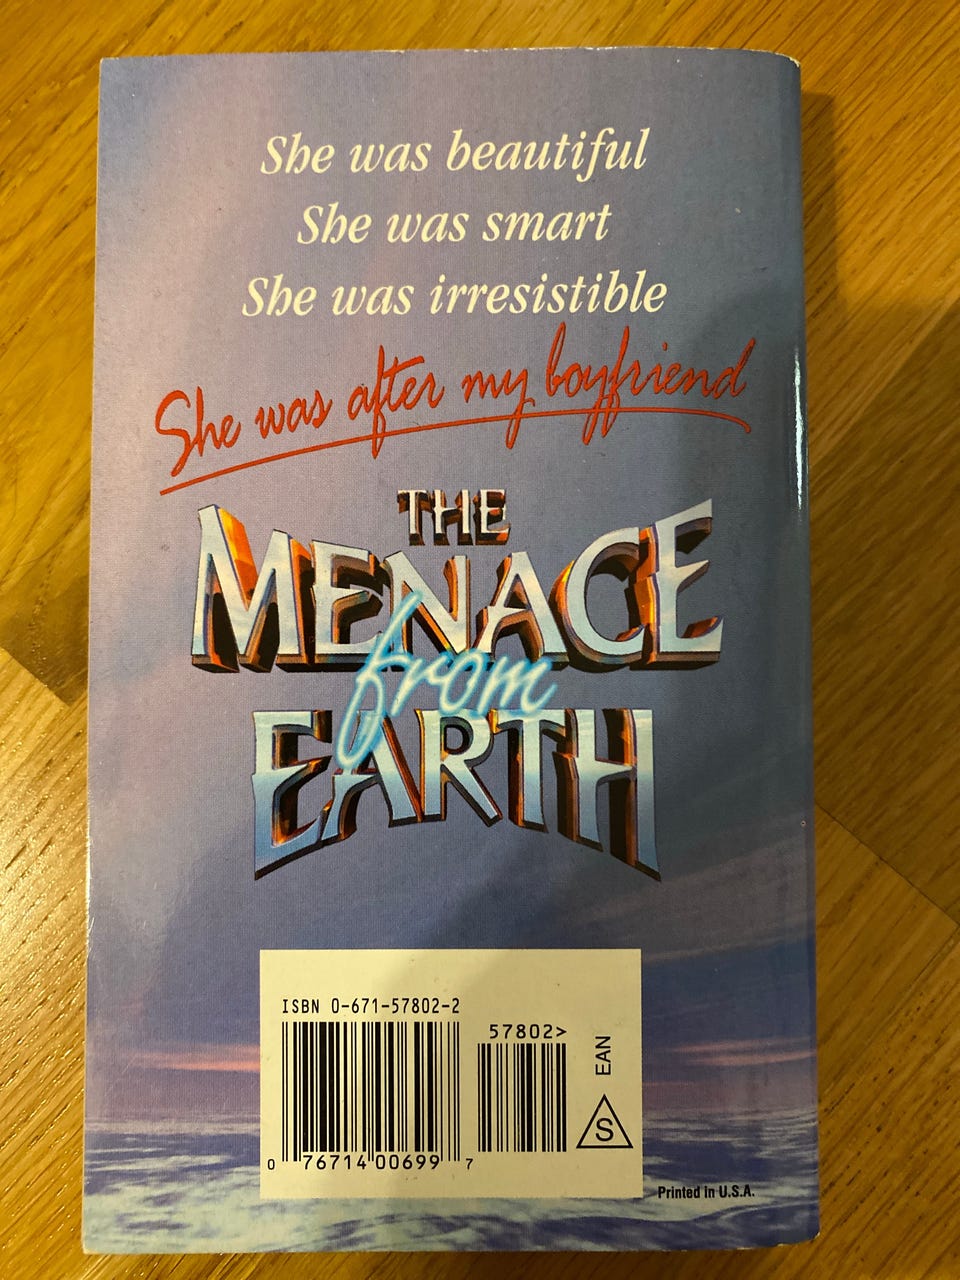 She was beautiful
She was smart
She was irresistible
She was after my boyfriend
THE
MENACE
from
EARTH
ISBN 0-671-57802-2
57802>
EAN
S
0 76714 00699 7
Printed in U.S.A.